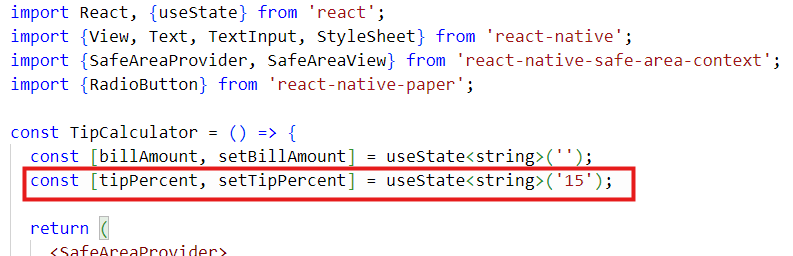 import React, {useState} from 'react';
import {View, Text, TextInput, StyleSheet} from 'react-native';
import {SafeAreaProvider, SafeAreaView} from 'react-native-safe-area-context';
import {RadioButton} from 'react-native-paper';

const TipCalculator = () => {
  const [billAmount, setBillAmount] = useState<string>('');
  const [tipPercent, setTipPercent] = useState<string>('15');

  return (
    <SafeAreaProvider>